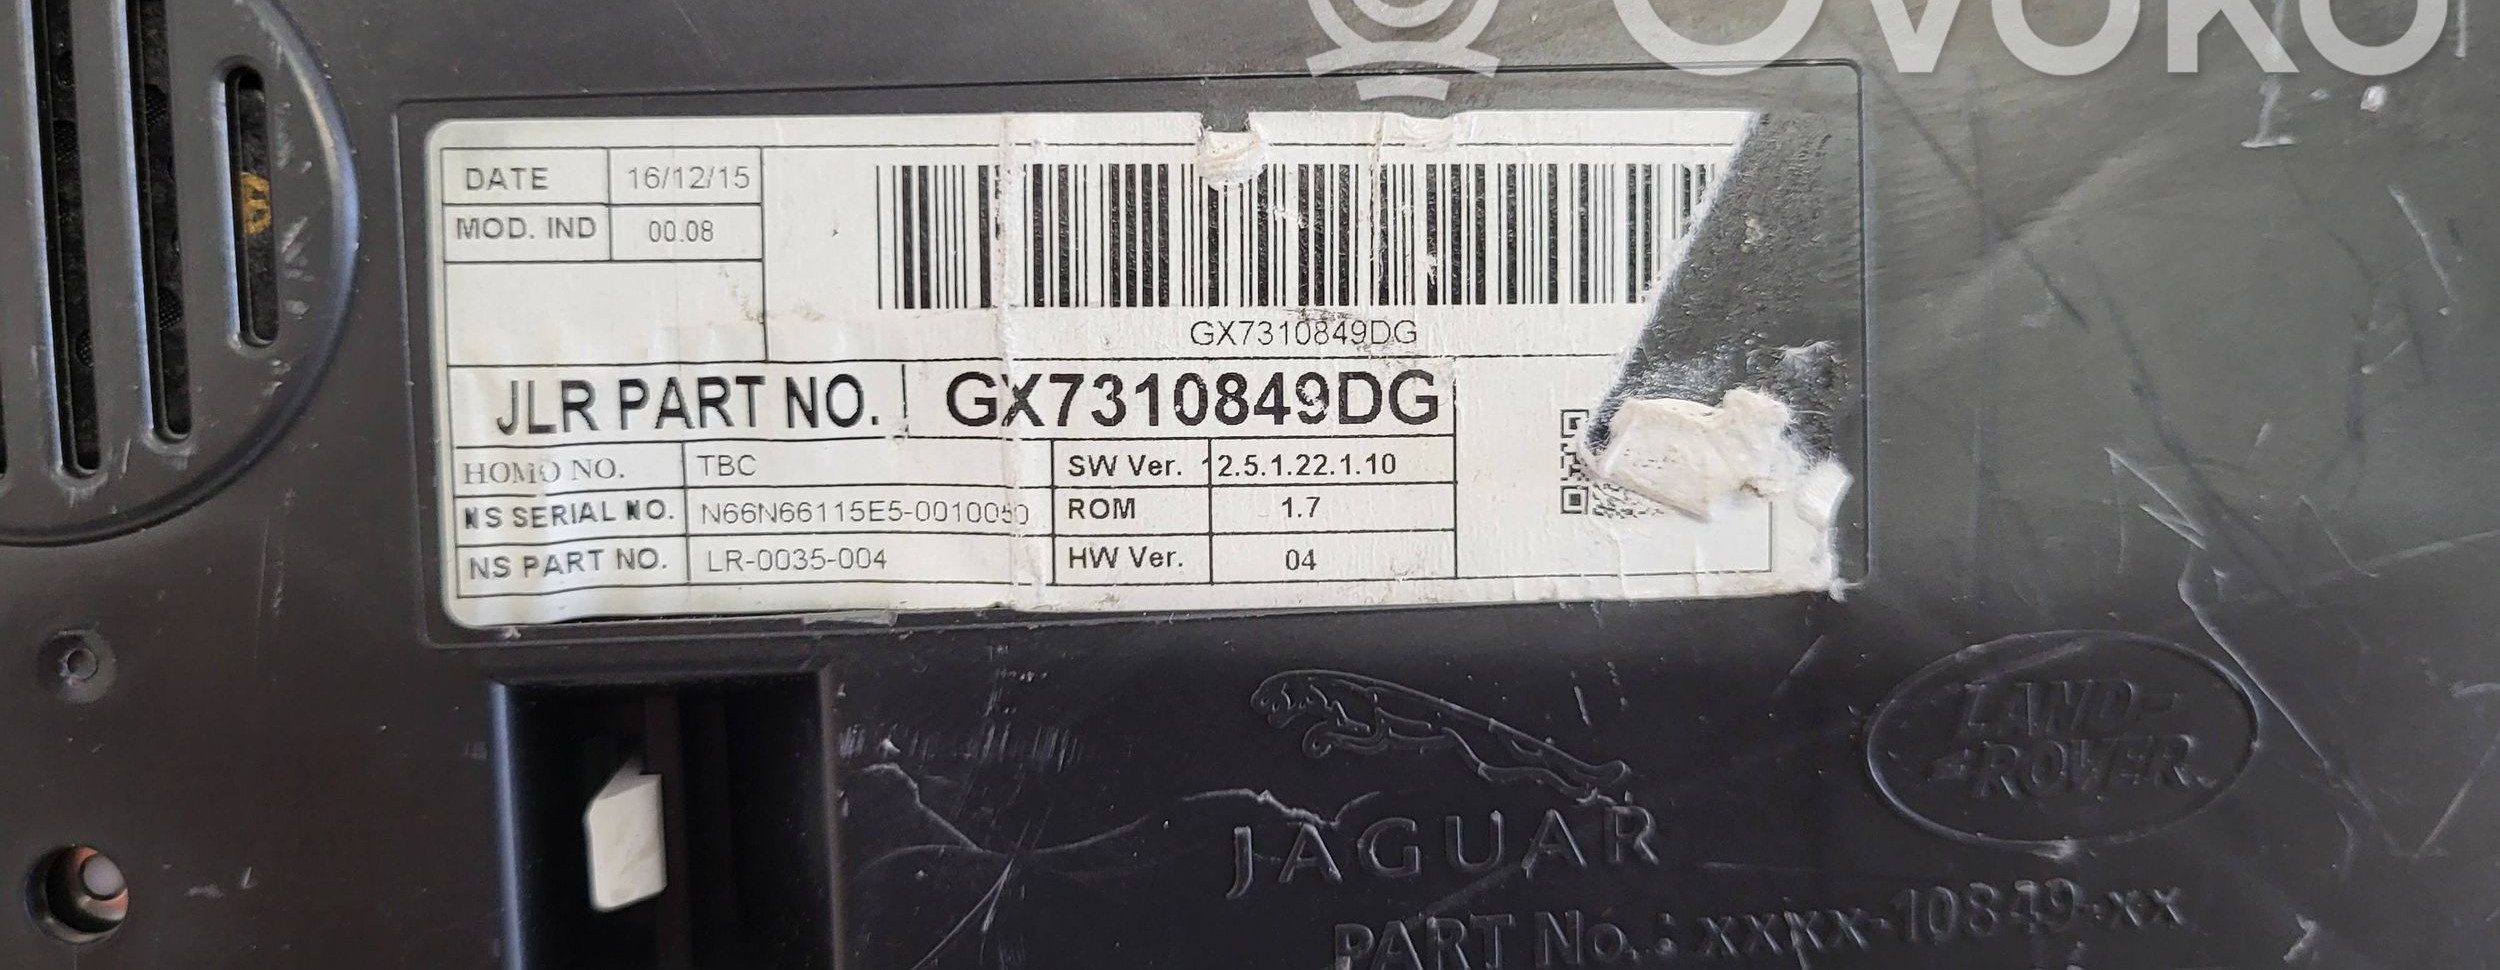 OVOKO
DATE 16/12/15
MOD. IND 00.08
GX7310849DG
JLR PART NO. GX7310849DG
HOMO NO. TBC SW Ver. 12.5.1.22.1.10
NS SERIAL NO. N66N66115E5-0010050 ROM 1.7
NS PART NO. LR-0035-004 HW Ver. 04
LAND-
-ROVER
JAGUAR
PART No.: xxxx-10849-xx